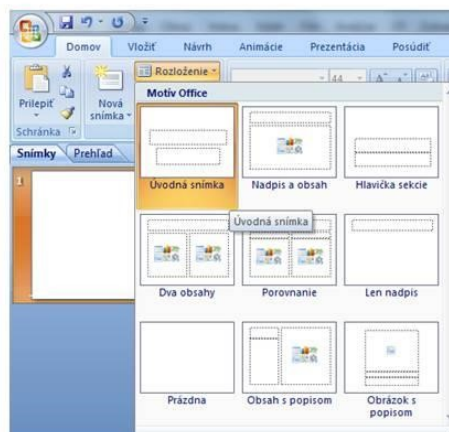 Domov Vložiť Návrh Animácie Prezentácia Posúdiť
Prilepiť
Nová
snímka
Rozloženie
44
Schránka
Motív Office
Snímky Prehľad
1
Úvodná snímka Nadpis a obsah Hlavička sekcie
Úvodná snímka
Dva obsahy Porovnanie Len nadpis
Prázdna Obsah s popisom Obrázok s
popisom